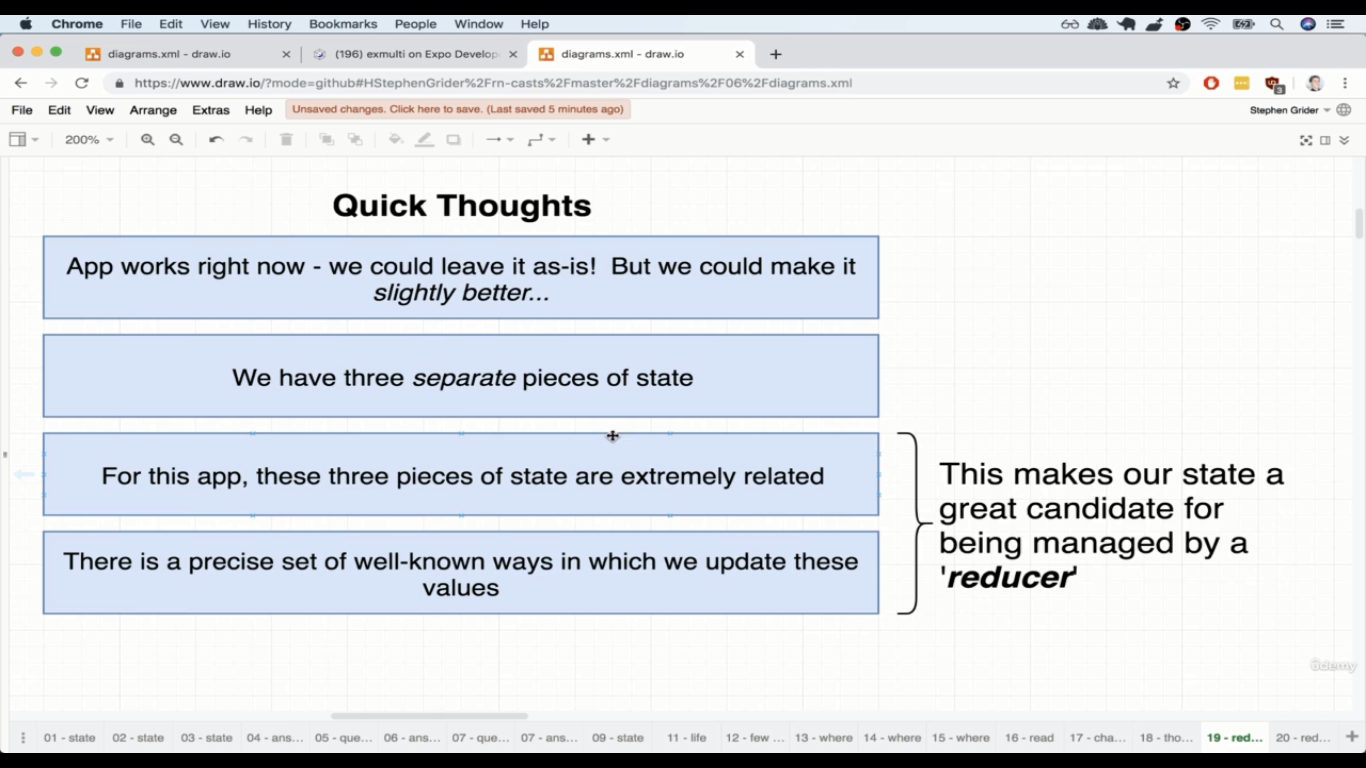 Chrome File Edit View History Bookmarks People Window Help
diagrams.xml - draw.io
(196) exmulti on Expo Develop
diagrams.xml - draw.io
https://www.draw.io/?mode=github#HStephenGrider%2Frn-casts%2Fmaster%2Fdiagrams%2F06%2Fdiagrams.xml
File Edit View Arrange Extras Help
Unsaved changes. Click here to save. (Last saved 5 minutes ago)
Stephen Grider
200%
Quick Thoughts
App works right now - we could leave it as-is! But we could make it
slightly better...
We have three separate pieces of state
For this app, these three pieces of state are extremely related
There is a precise set of well-known ways in which we update these
values
This makes our state a
great candidate for
being managed by a
'reducer'
ûdemy
01 - state 02 - state 03 - state 04 - ans... 05 - que... 06 - ans... 07 - que... 07 - ans... 09 - state 11 - life 12 - few ... 13 - where 14 - where 15 - where 16 - read 17 - cha... 18 - tho... 19 - red... 20 - red...